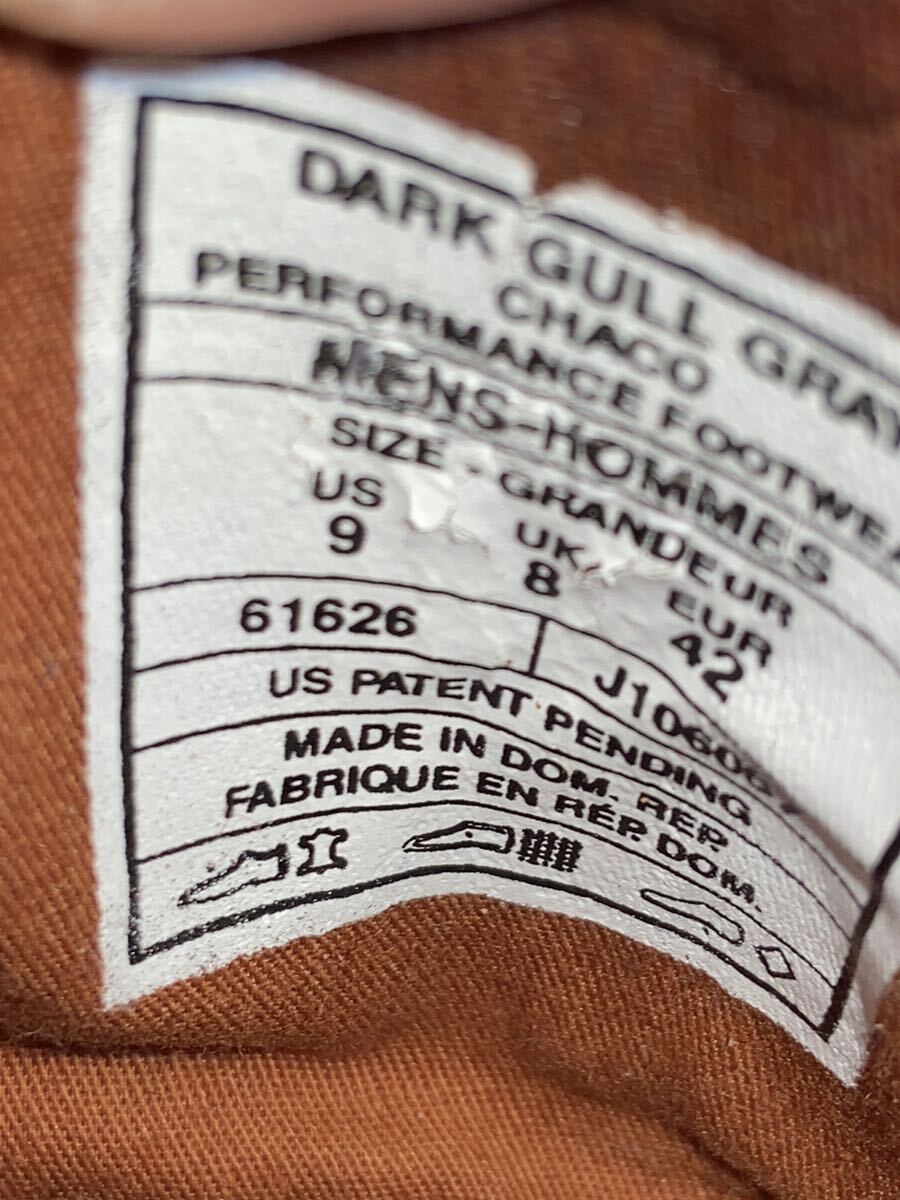 DARK GULL GRAY
CHACO
PERFORMANCE FOOTWEA
MENS-HOMMES
SIZE - GRANDEUR
US UK EUR
9 8 42
61626
US PATENT PENDING
MADE IN DOM. REP.
FABRIQUE EN RÉP. DOM.